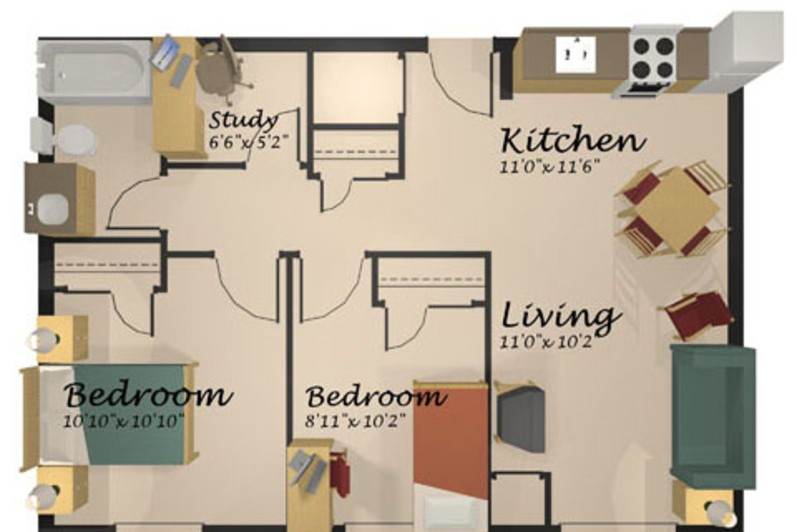 Study
6'6"x 5'2"
Kitchen
11'0"x 11'6"
Living
11'0"x 10'2
Bedroom
10'10"x 10'10"
Bedroom
8'11"x 10'2"